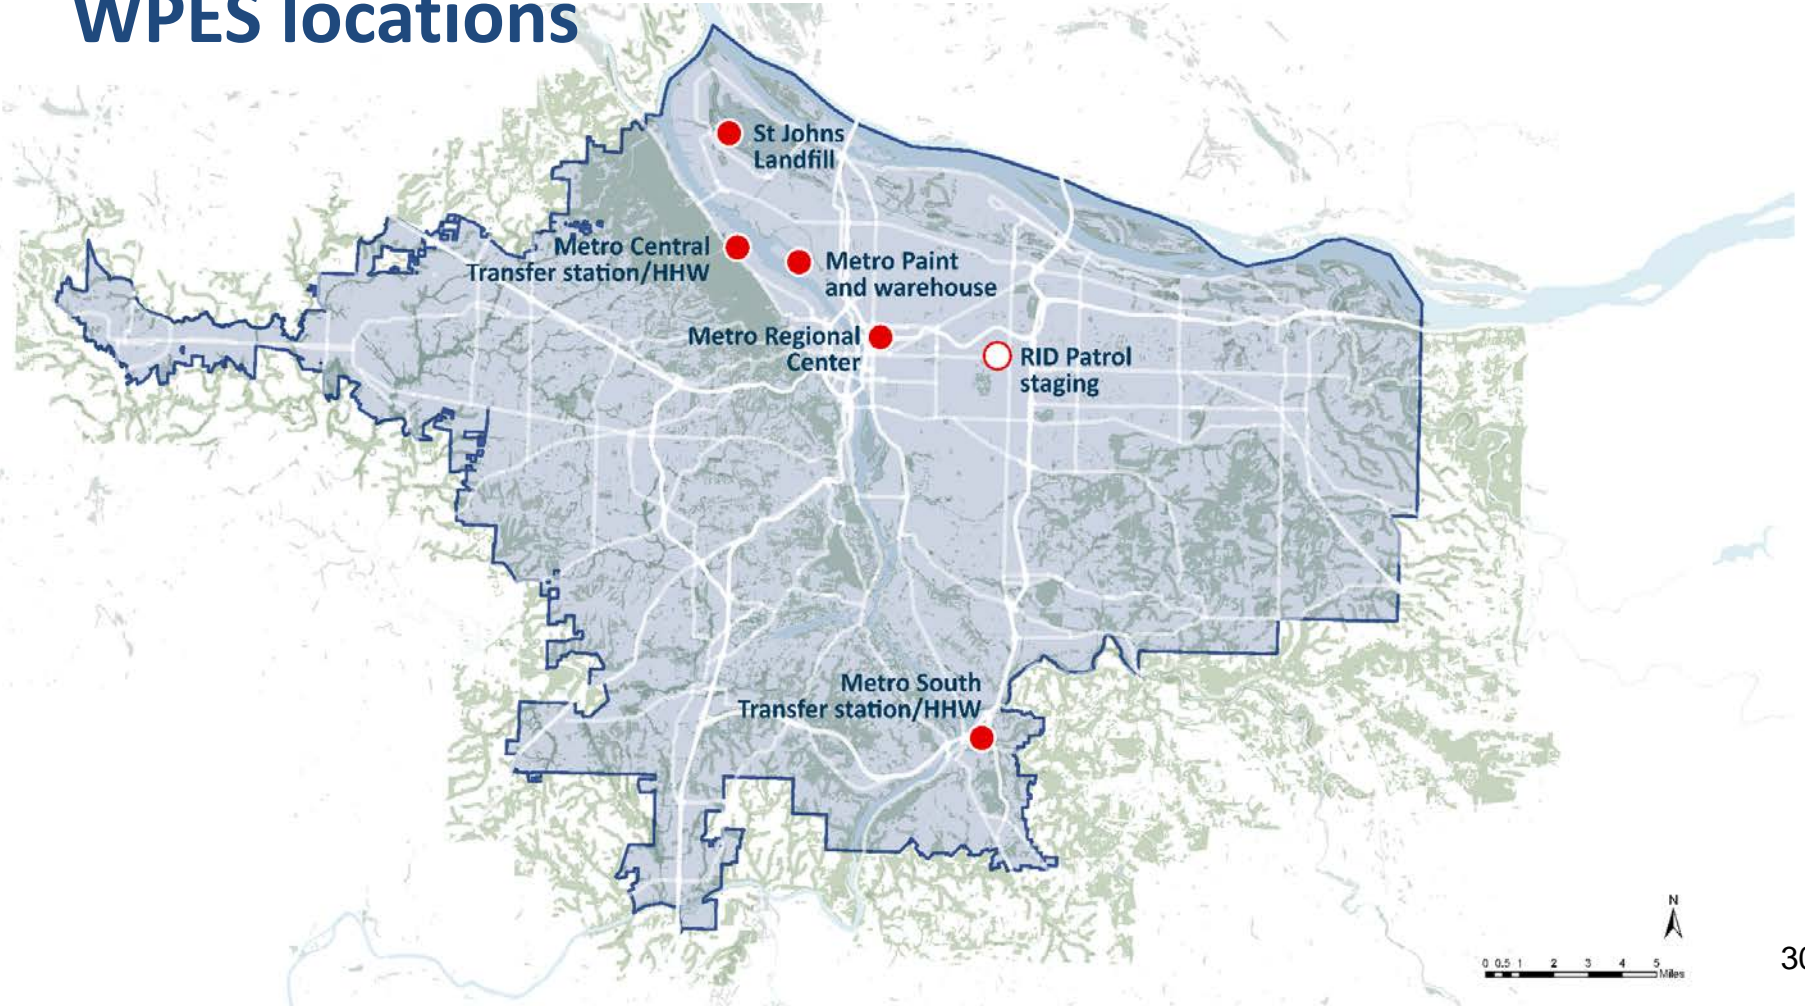 WPES locations
St Johns
Landfill
Metro Central
Transfer station/HHW
Metro Paint
and warehouse
Metro Regional
Center
RID Patrol
staging
Metro South
Transfer station/HHW
N
0 0.5 1 2 3 4 5
Miles
30